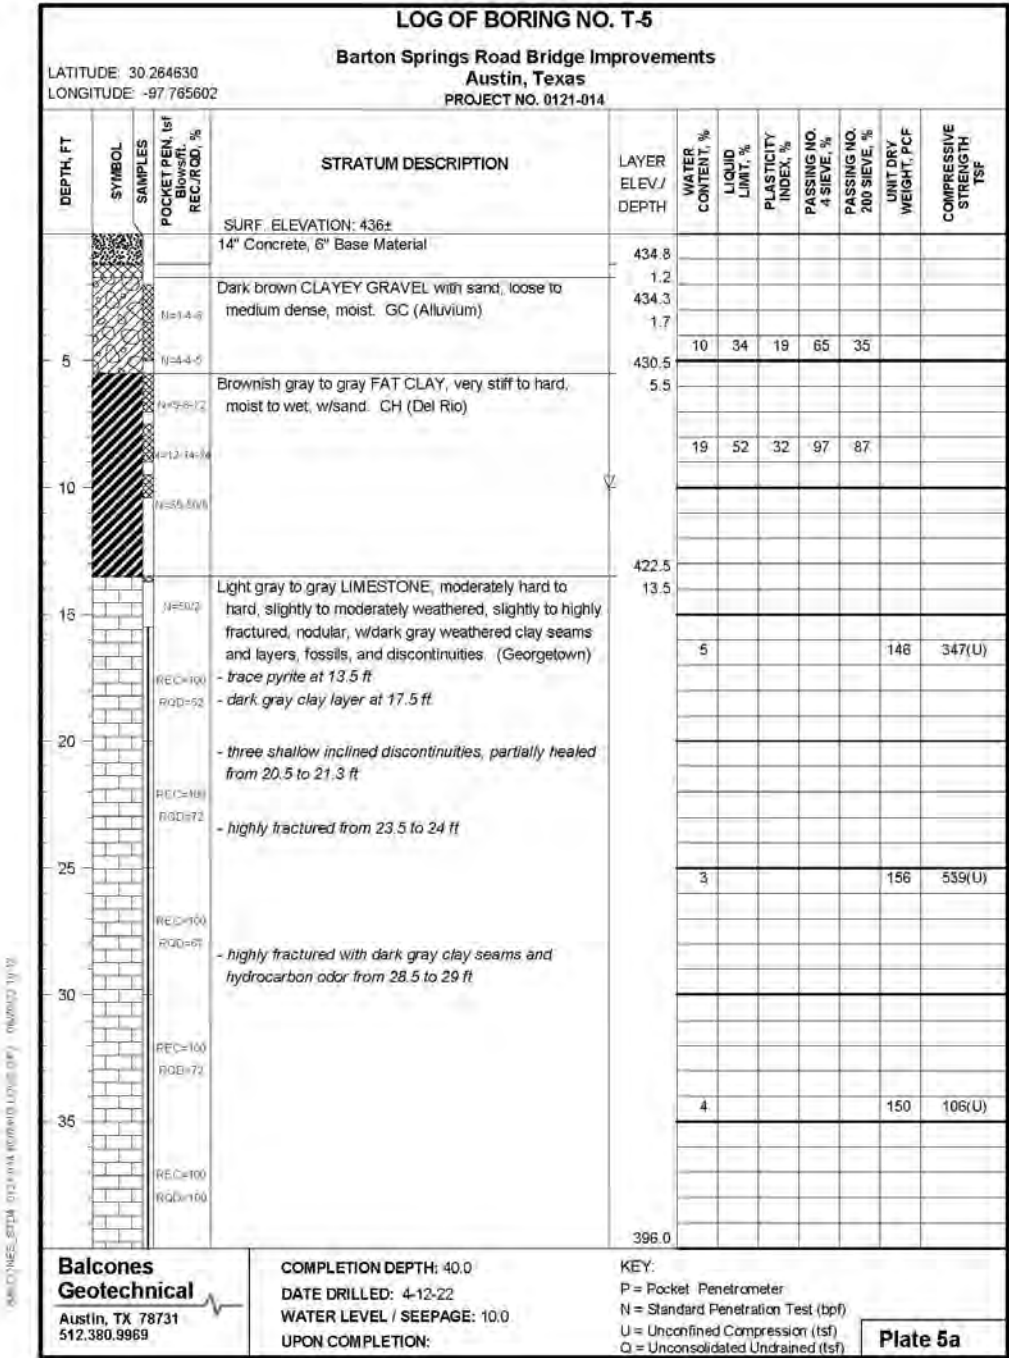 LOG OF BORING NO. T-5
Barton Springs Road Bridge Improvements
Austin, Texas
PROJECT NO. 0121-014
LATITUDE: 30.264630
LONGITUDE: -97.765602
DEPTH, FT
SYMBOL
SAMPLES
POCKET PEN, tsf
Blows/ft.
REC./RQD, %
STRATUM DESCRIPTION
LAYER
ELEV./
DEPTH
WATER
CONTENT, %
LIQUID
LIMIT, %
PLASTICITY
INDEX, %
PASSING NO.
4 SIEVE, %
PASSING NO.
200 SIEVE, %
UNIT DRY
WEIGHT, PCF
COMPRESSIVE
STRENGTH
TSF
SURF. ELEVATION: 436±
14" Concrete, 6" Base Material
434.8
1.2
Dark brown CLAYEY GRAVEL with sand, loose to
medium dense, moist. GC (Alluvium)
434.3
1.7
10 34 19 65 35
5
430.5
5.5
Brownish gray to gray FAT CLAY, very stiff to hard,
moist to wet, w/sand. CH (Del Rio)
19 52 32 97 87
10
422.5
13.5
Light gray to gray LIMESTONE, moderately hard to
hard, slightly to moderately weathered, slightly to highly
fractured, nodular, w/dark gray weathered clay seams
and layers, fossils, and discontinuities. (Georgetown)
15
N=50/2
5 146 347(U)
- trace pyrite at 13.5 ft
- dark gray clay layer at 17.5 ft
REC=100
RQD=52
20
- three shallow inclined discontinuities, partially healed
from 20.5 to 21.3 ft
REC=100
RQD=72
- highly fractured from 23.5 to 24 ft
25
3 156 539(U)
REC=100
RQD=61
- highly fractured with dark gray clay seams and
hydrocarbon odor from 28.5 to 29 ft
30
REC=100
RQD=72
35
4 150 106(U)
REC=100
RQD=100
396.0
Balcones
Geotechnical
Austin, TX 78731
512.380.9969
COMPLETION DEPTH: 40.0
DATE DRILLED: 4-12-22
WATER LEVEL / SEEPAGE: 10.0
UPON COMPLETION:
KEY:
P = Pocket Penetrometer
N = Standard Penetration Test (bpf)
U = Unconfined Compression (tsf)
Q = Unconsolidated Undrained (tsf)
Plate 5a